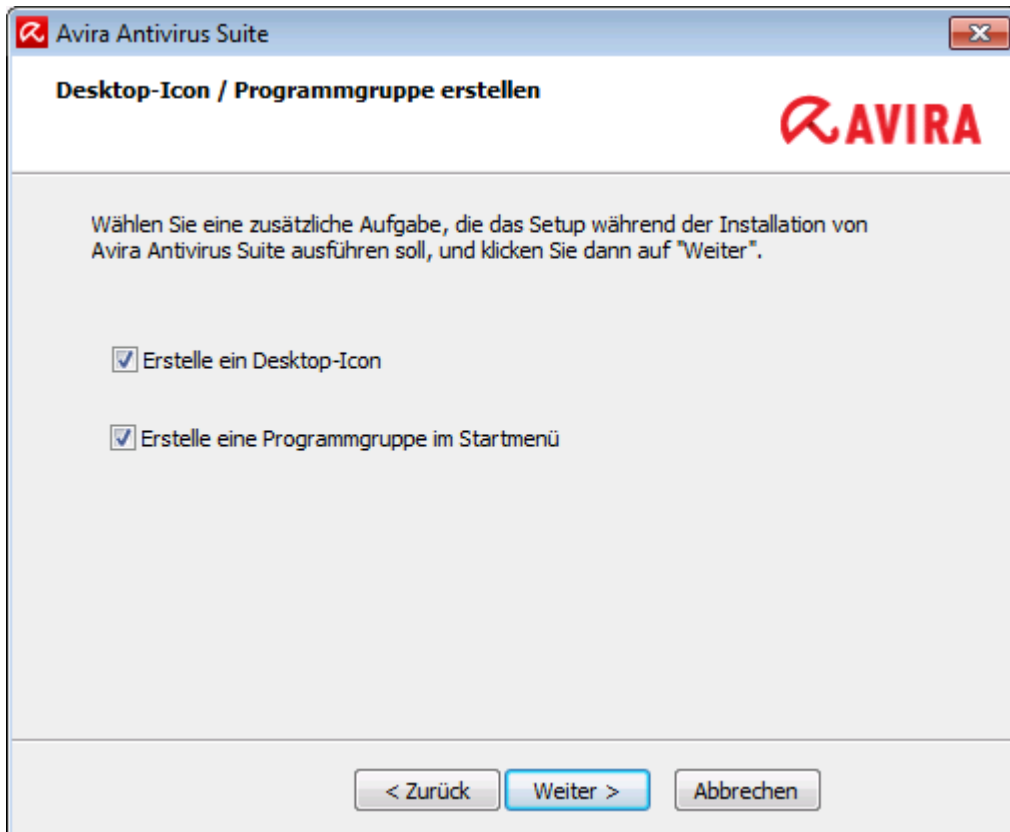 Avira Antivirus Suite
Desktop-Icon / Programmgruppe erstellen
AVIRA
Wählen Sie eine zusätzliche Aufgabe, die das Setup während der Installation von
Avira Antivirus Suite ausführen soll, und klicken Sie dann auf "Weiter".
Erstelle ein Desktop-Icon
Erstelle eine Programmgruppe im Startmenü
< Zurück
Weiter >
Abbrechen